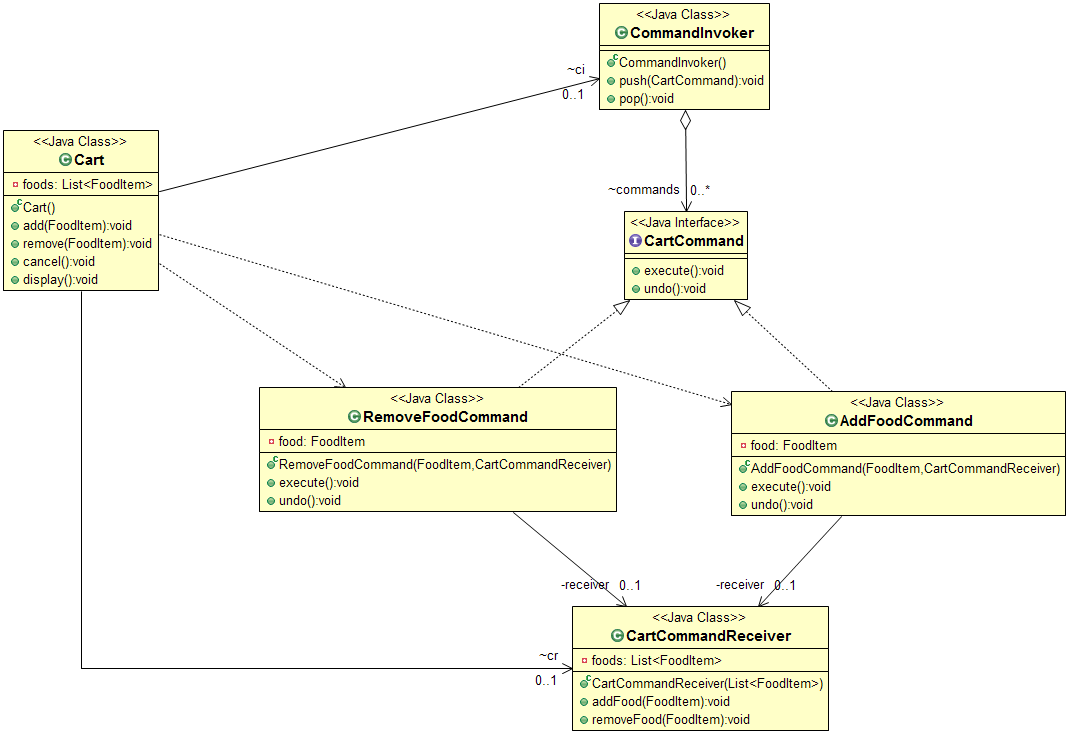 <<Java Class>>
CommandInvoker
CommandInvoker()
push(CartCommand):void
pop():void
~ci
0..1
<<Java Class>>
Cart
foods: List<FoodItem>
Cart()
add(FoodItem):void
remove(FoodItem):void
cancel():void
display():void
~commands 0..*
<<Java Interface>>
CartCommand
execute():void
undo():void
<<Java Class>>
RemoveFoodCommand
food: FoodItem
RemoveFoodCommand(FoodItem,CartCommandReceiver)
execute():void
undo():void
<<Java Class>>
AddFoodCommand
food: FoodItem
AddFoodCommand(FoodItem,CartCommandReceiver)
execute():void
undo():void
-receiver 0..1
-receiver 0..1
~cr
0..1
<<Java Class>>
CartCommandReceiver
foods: List<FoodItem>
CartCommandReceiver(List<FoodItem>)
addFood(FoodItem):void
removeFood(FoodItem):void